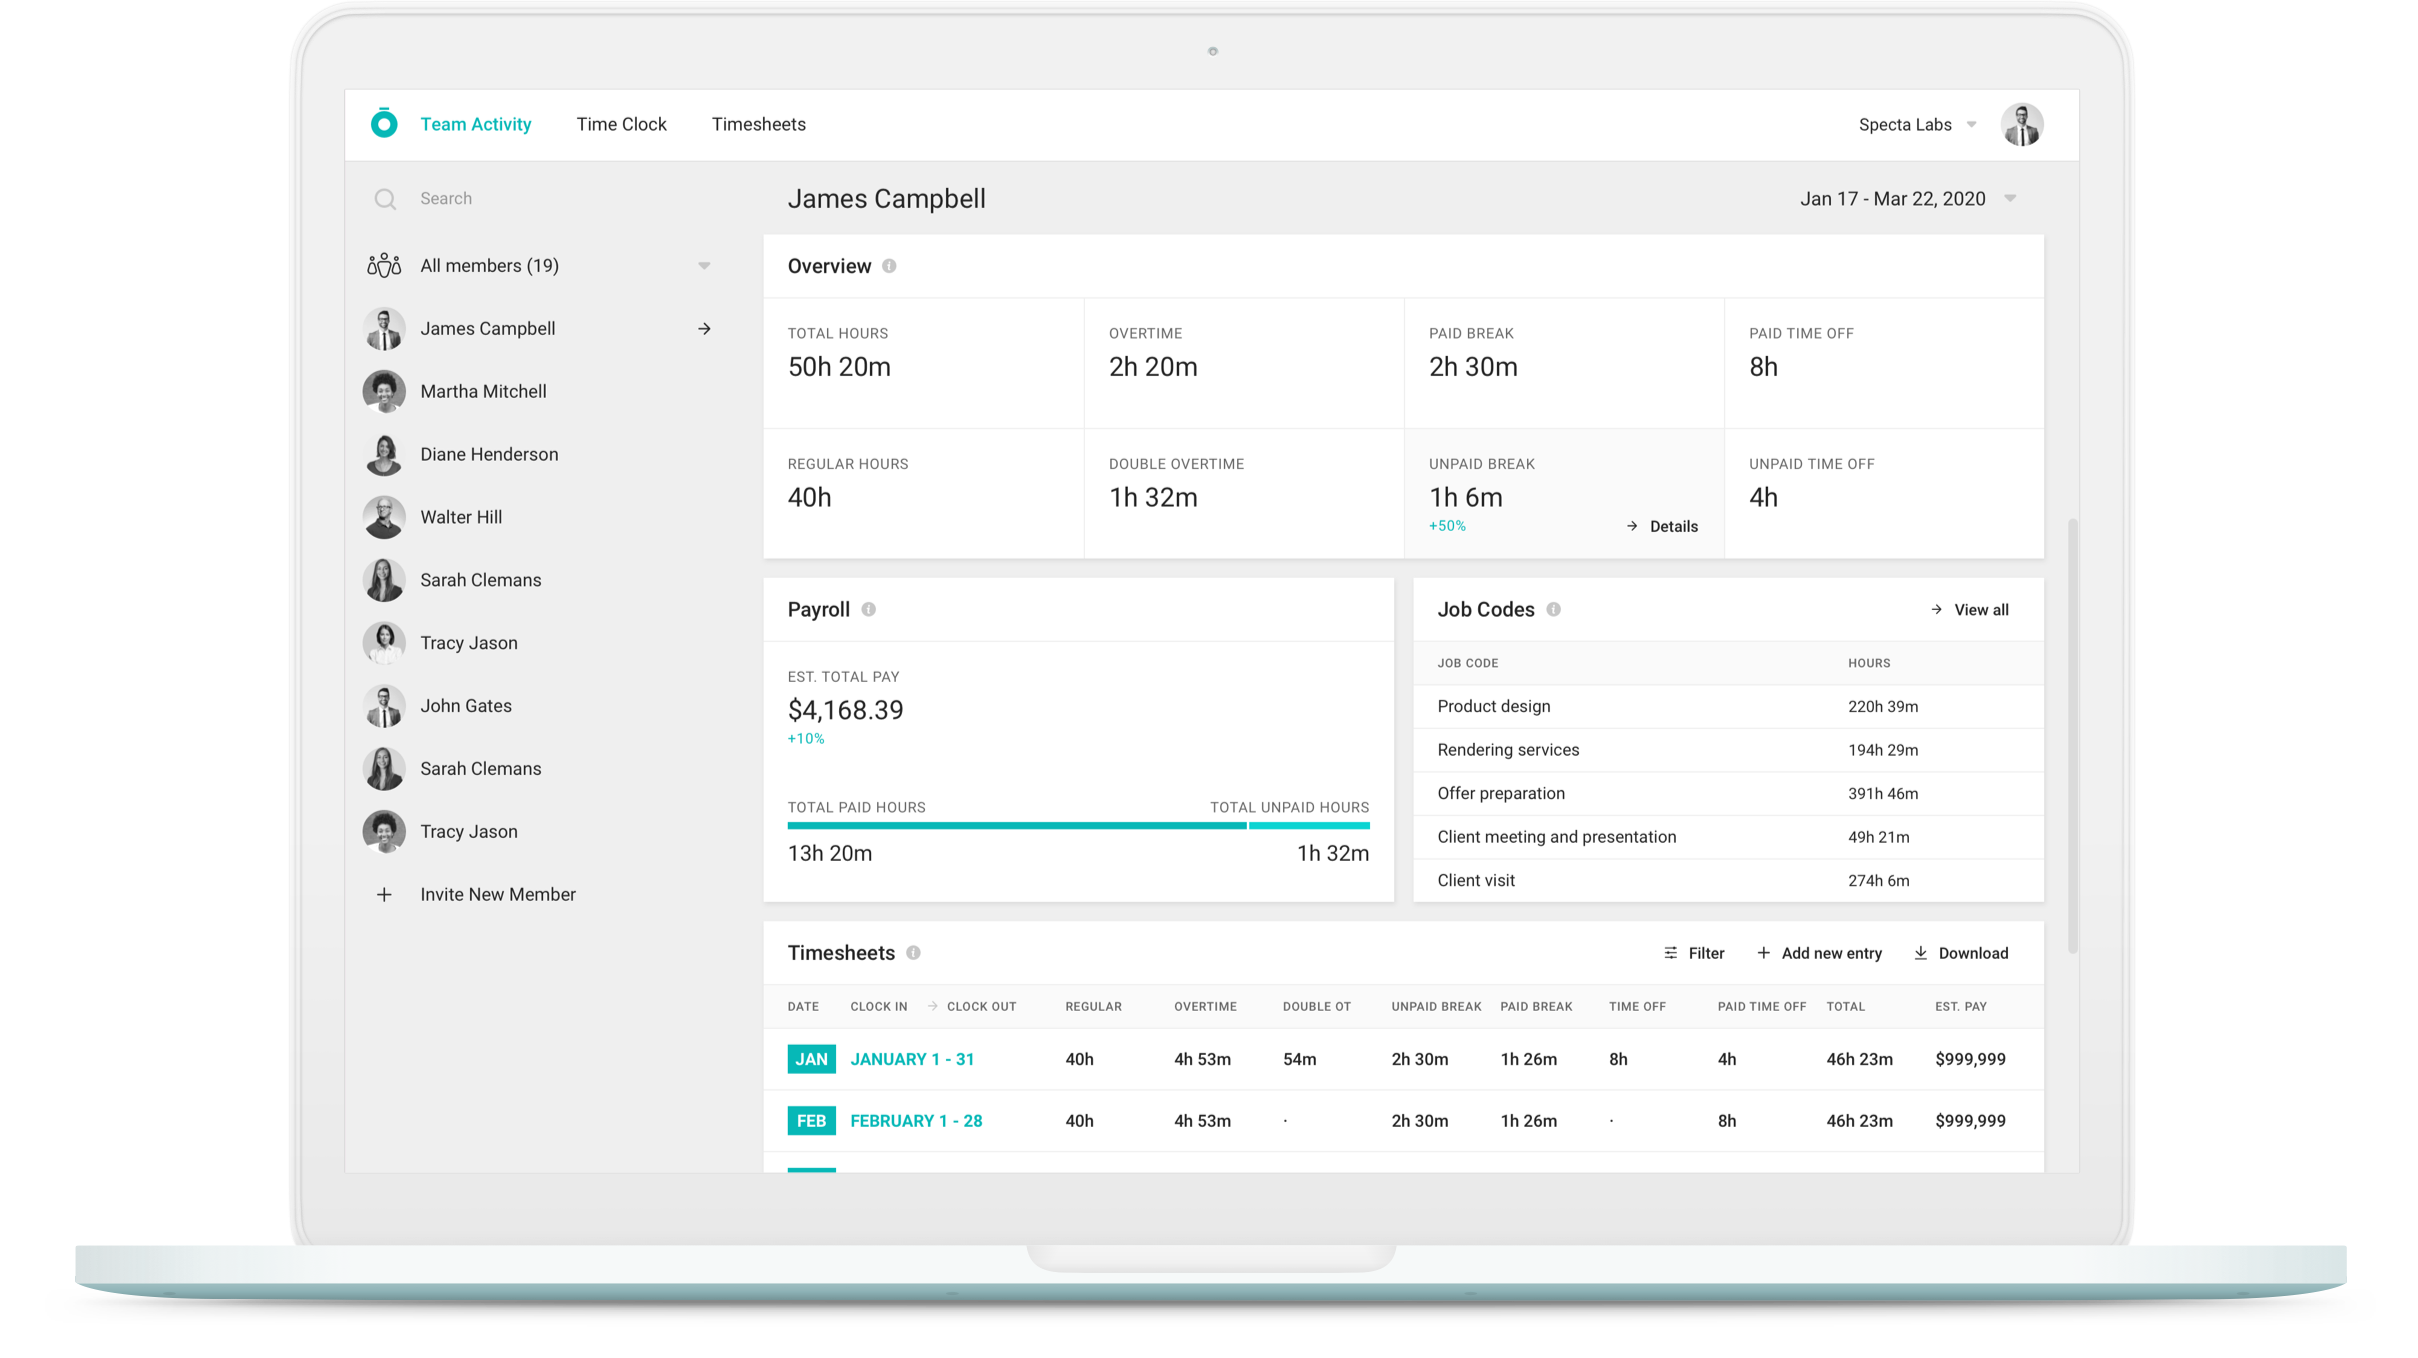 Team Activity Time Clock Timesheets Specta Labs
Search
All members (19)
James Campbell
Martha Mitchell
Diane Henderson
Walter Hill
Sarah Clemans
Tracy Jason
John Gates
Sarah Clemans
Tracy Jason
+ Invite New Member
James Campbell Jan 17 - Mar 22, 2020
Overview
TOTAL HOURS OVERTIME PAID BREAK PAID TIME OFF
50h 20m 2h 20m 2h 30m 8h
REGULAR HOURS DOUBLE OVERTIME UNPAID BREAK UNPAID TIME OFF
40h 1h 32m 1h 6m 4h
+50% → Details
Payroll
EST. TOTAL PAY
$4,168.39
+10%
TOTAL PAID HOURS TOTAL UNPAID HOURS
13h 20m 1h 32m
Job Codes → View all
JOB CODE HOURS
Product design 220h 39m
Rendering services 194h 29m
Offer preparation 391h 46m
Client meeting and presentation 49h 21m
Client visit 274h 6m
Timesheets Filter + Add new entry Download
DATE CLOCK IN → CLOCK OUT REGULAR OVERTIME DOUBLE OT UNPAID BREAK PAID BREAK TIME OFF PAID TIME OFF TOTAL EST. PAY
JAN JANUARY 1 - 31 40h 4h 53m 54m 2h 30m 1h 26m 8h 4h 46h 23m $999,999
FEB FEBRUARY 1 - 28 40h 4h 53m · 2h 30m 1h 26m · 8h 46h 23m $999,999